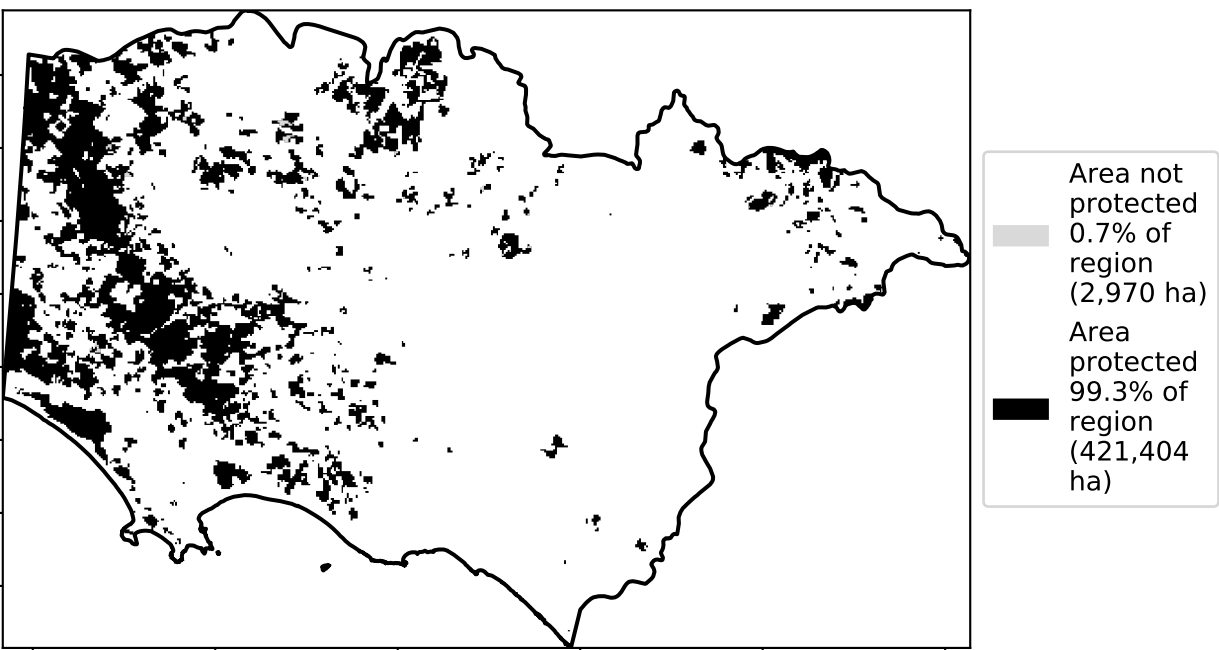 Area not
protected
0.7% of
region
(2,970 ha)
Area
protected
99.3% of
region
(421,404
ha)